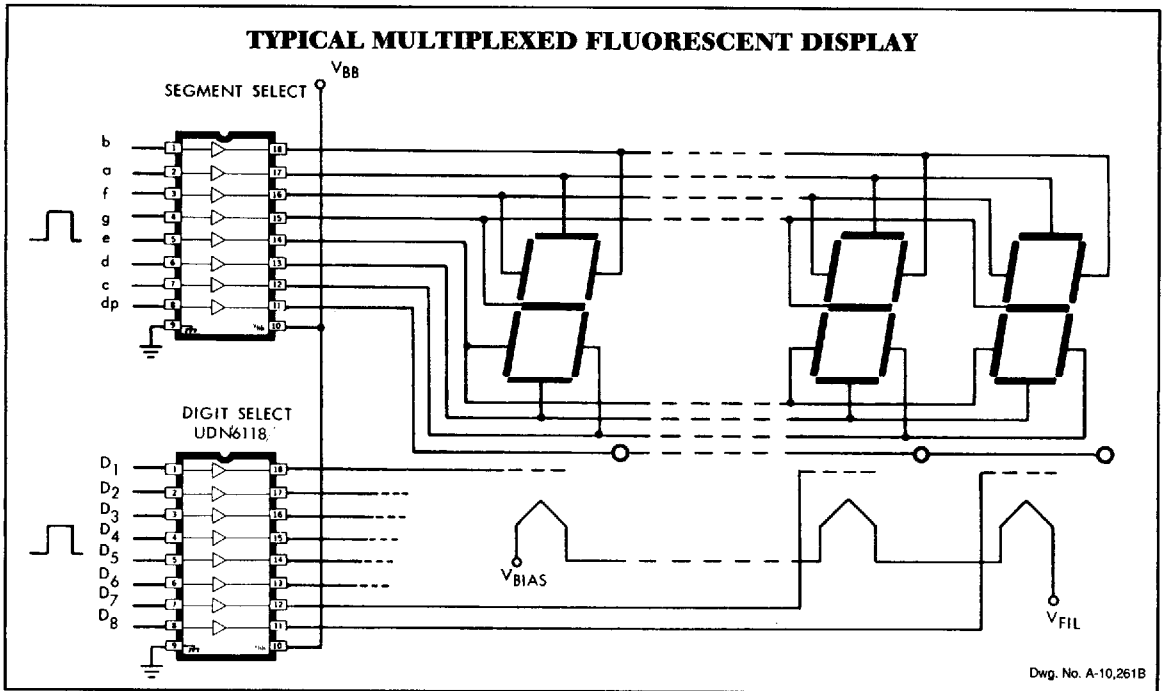 TYPICAL MULTIPLEXED FLUORESCENT DISPLAY
VBB
SEGMENT SELECT
b 1 18
a 2 17
f 3 16
g 4 15
e 5 14
d 6 13
c 7 12
dp 8 11
9 Vbb 10
DIGIT SELECT
UDN6118
D1 1 18
D2 2 17
D3 3 16
D4 4 15
D5 5 14
D6 6 13
D7 7 12
D8 8 11
9 10
VBIAS
VFIL
Dwg. No. A-10,261B